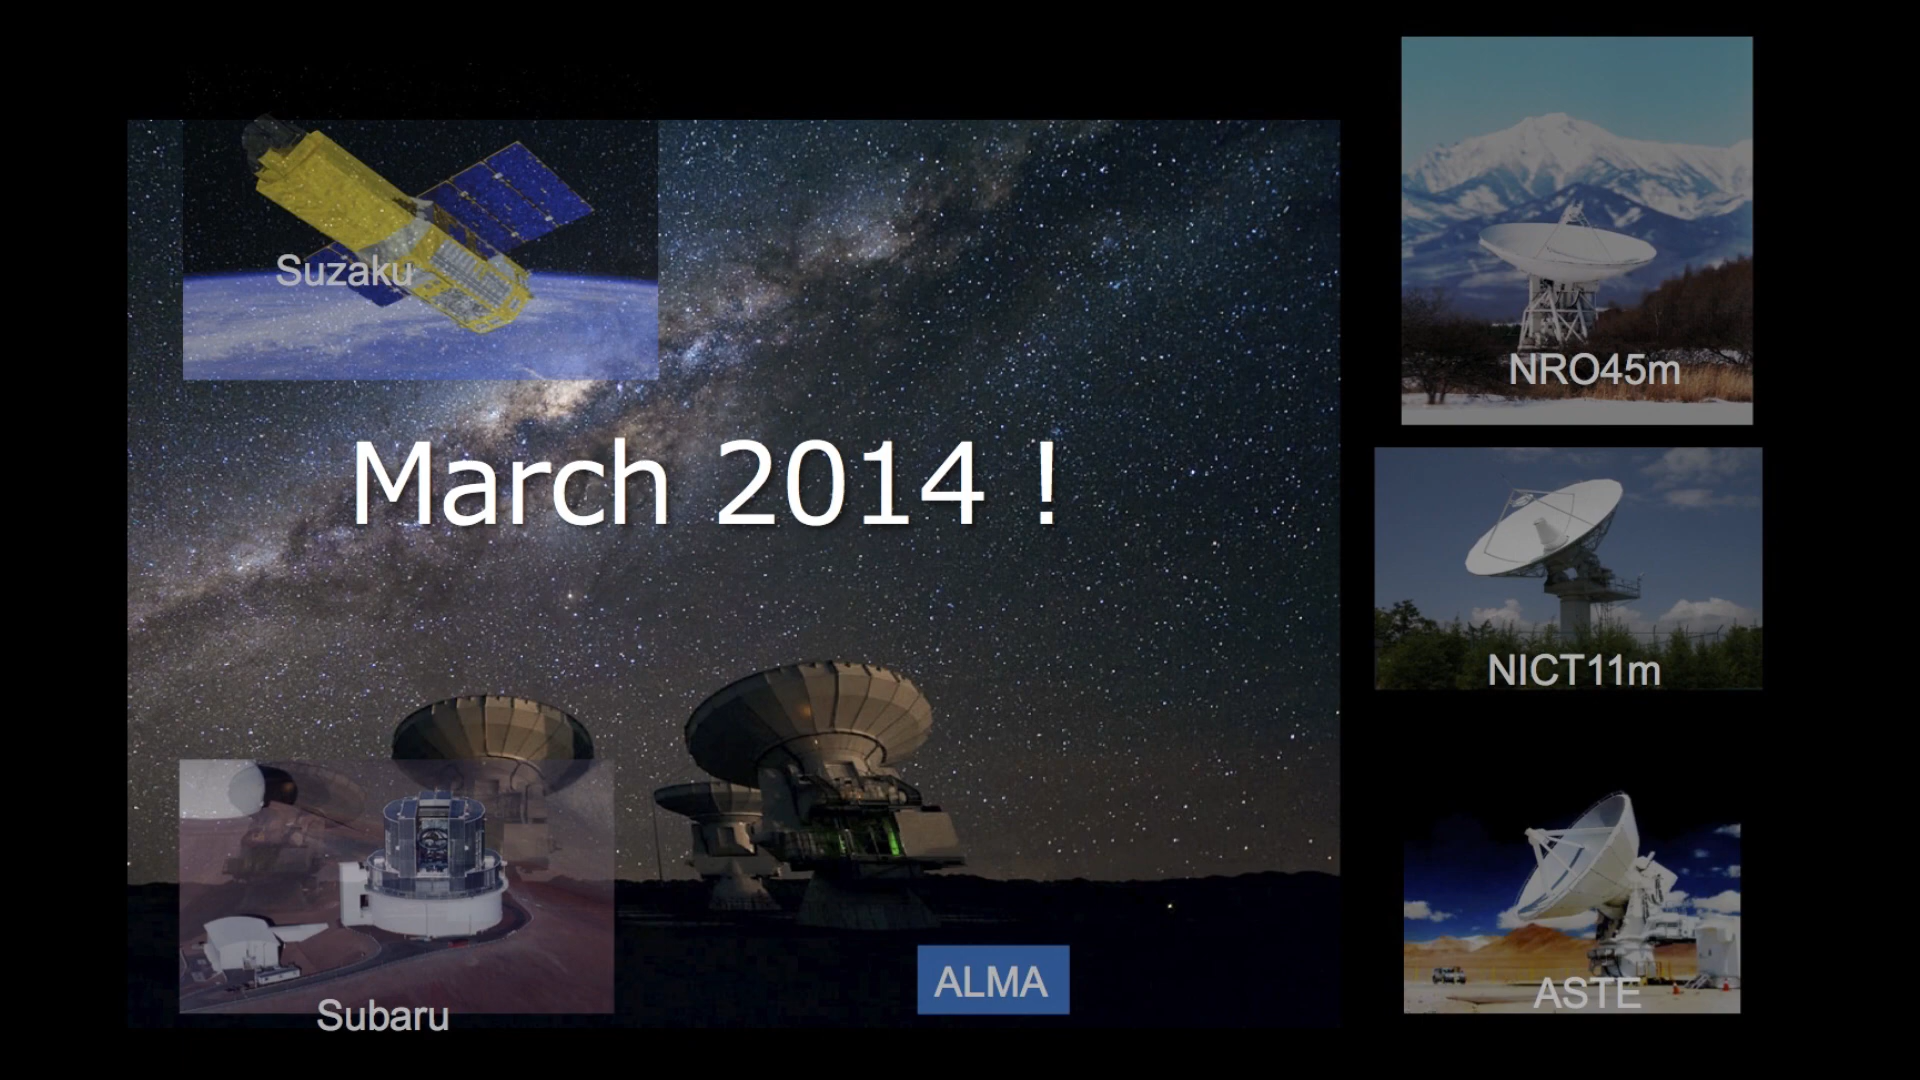 Suzaku
NRO45m
March 2014 !
NICT11m
ALMA
ASTE
Subaru